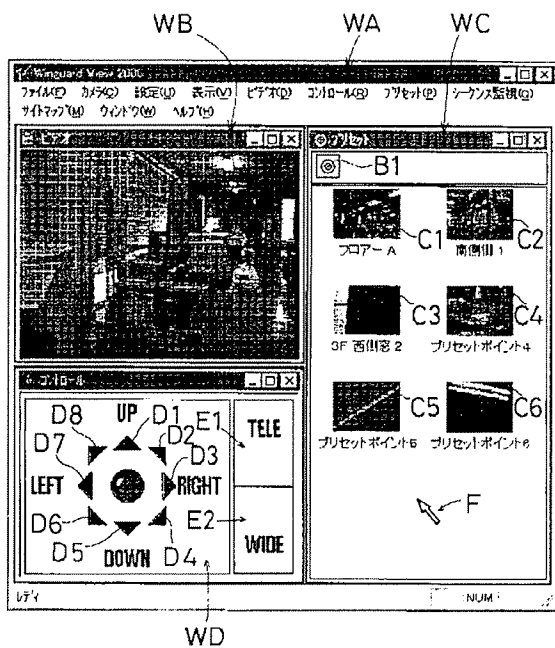 WB WA WC
Winguard View 2000
ファイル(F) カメラ(C) 設定(U) 表示(V) ビデオ(D) コントロール(R) プリセット(P) シーケンス監視(Q)
サイトマップ(M) ウィンドウ(W) ヘルプ(H)
ビデオ
プリセット
B1
C1 C2
フロアー A 南側側 1
C3 C4
3F 西側窓 2 プリセットポイント4
C5 C6
プリセットポイント5 プリセットポイント6
F
コントロール
UP D1 E1 TELE
D8 D2
D7 D3
LEFT RIGHT
D6 E2
D5 D4 WIDE
DOWN
レディ NUM
WD